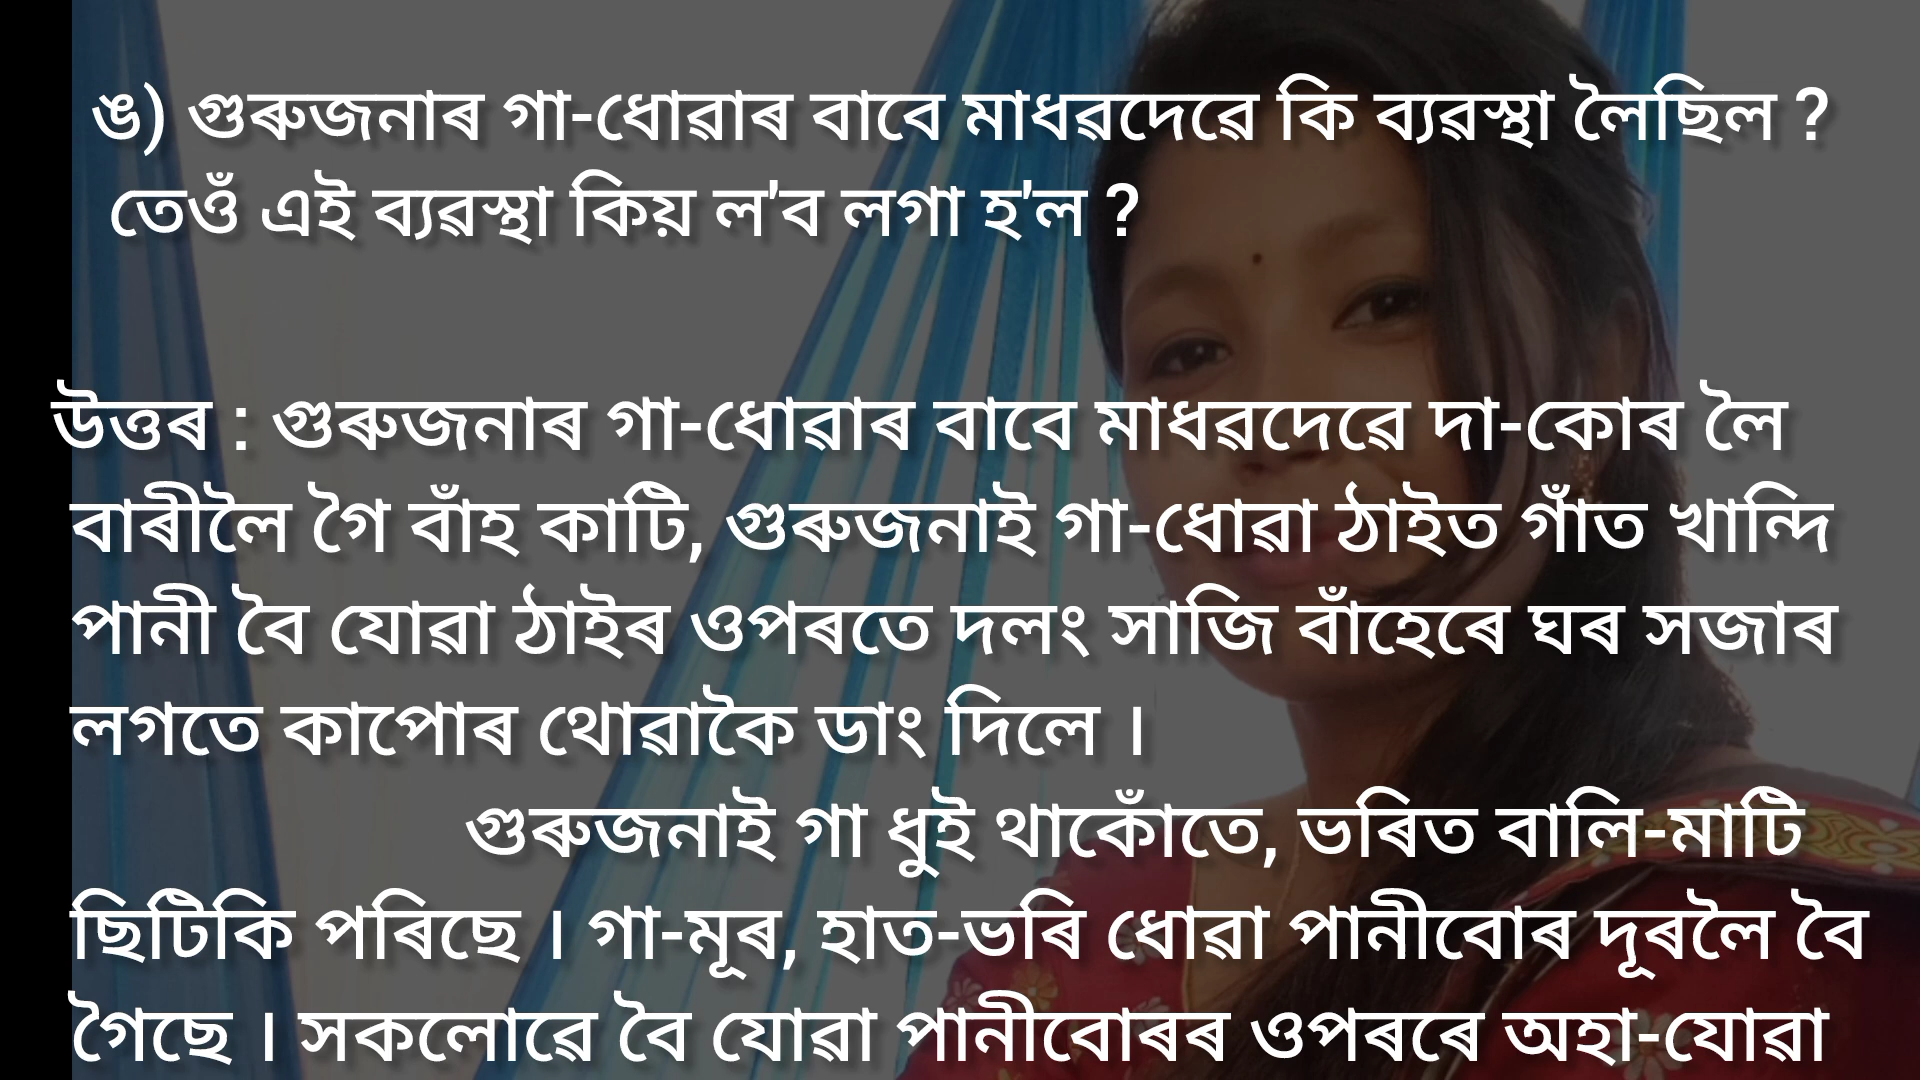 ঙ) গুৰুজনাৰ গা-ধোৱাৰ বাবে মাধৱদেৱে কি ব্যৱস্থা লৈছিল ?
তেওঁ এই ব্যৱস্থা কিয় ল'ব লগা হ'ল ?
উত্তৰ : গুৰুজনাৰ গা-ধোৱাৰ বাবে মাধৱদেৱে দা-কোৰ লৈ
বাৰীলৈ গৈ বাঁহ কাটি, গুৰুজনাই গা-ধোৱা ঠাইত গাঁত খান্দি
পানী বৈ যোৱা ঠাইৰ ওপৰতে দলং সাজি বাঁহেৰে ঘৰ সজাৰ
লগতে কাপোৰ থোৱাকৈ ডাং দিলে ।
গুৰুজনাই গা ধুই থাকোঁতে, ভৰিত বালি-মাটি
ছিটিকি পৰিছে । গা-মূৰ, হাত-ভৰি ধোৱা পানীবোৰ দূৰলৈ বৈ
গৈছে । সকলোৱে বৈ যোৱা পানীবোৰৰ ওপৰৰে অহা-যোৱা